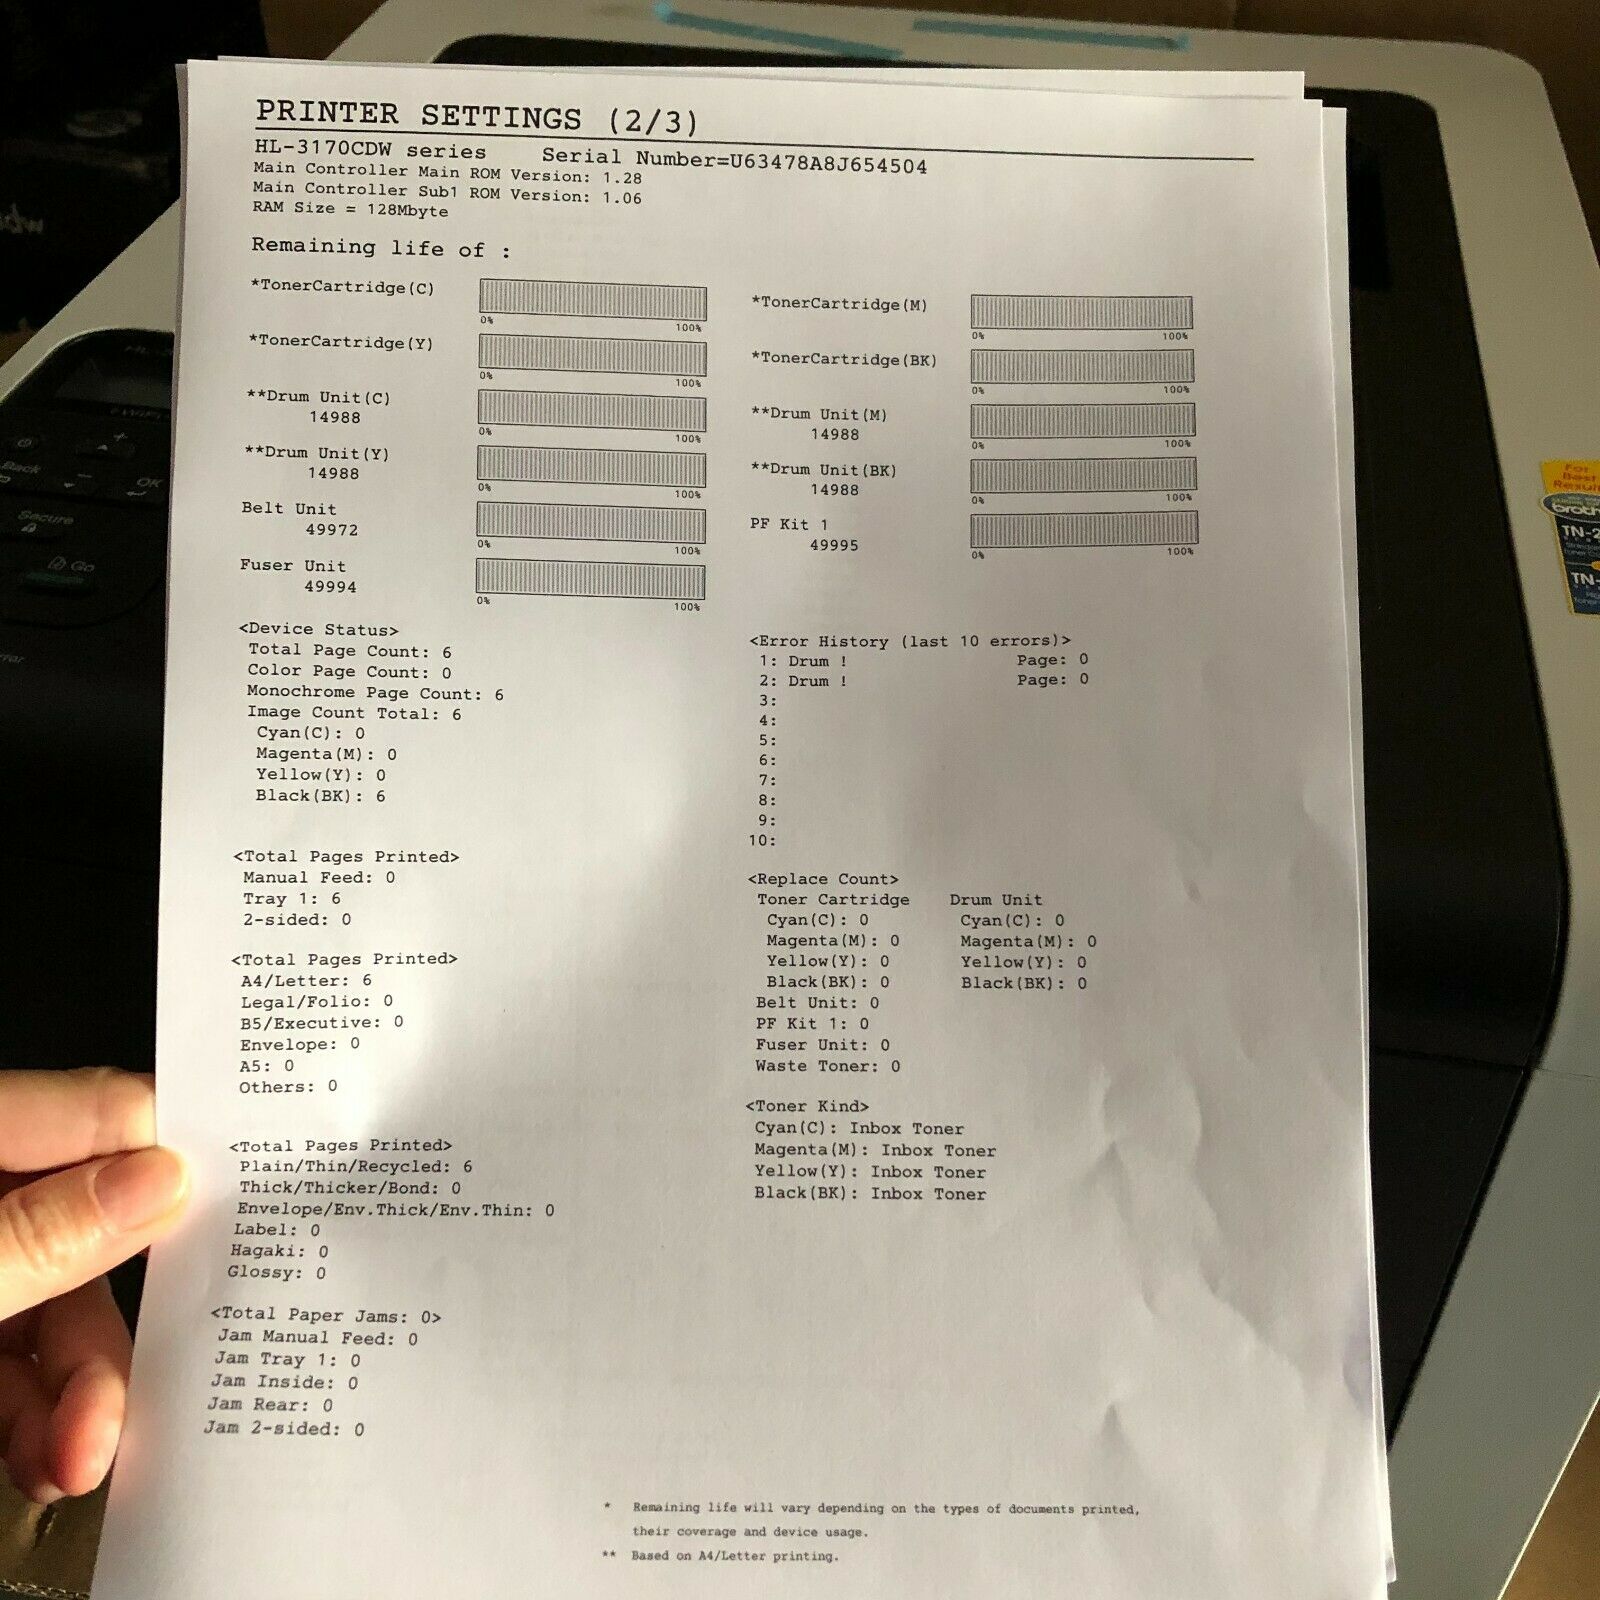 PRINTER SETTINGS (2/3)
HL-3170CDW series Serial Number=U63478A8J654504
Main Controller Main ROM Version: 1.28
Main Controller Sub1 ROM Version: 1.06
RAM Size = 128Mbyte
Remaining life of :
*TonerCartridge(C)
0% 100%
*TonerCartridge(Y)
0% 100%
**Drum Unit(C)
14988
0% 100%
**Drum Unit(Y)
14988
0% 100%
Belt Unit
49972
0% 100%
Fuser Unit
49994
0% 100%
*TonerCartridge(M)
0% 100%
*TonerCartridge(BK)
0% 100%
**Drum Unit(M)
14988
0% 100%
**Drum Unit(BK)
14988
0% 100%
PF Kit 1
49995
0% 100%
<Device Status>
Total Page Count: 6
Color Page Count: 0
Monochrome Page Count: 6
Image Count Total: 6
Cyan(C): 0
Magenta(M): 0
Yellow(Y): 0
Black(BK): 6
<Total Pages Printed>
Manual Feed: 0
Tray 1: 6
2-sided: 0
<Total Pages Printed>
A4/Letter: 6
Legal/Folio: 0
B5/Executive: 0
Envelope: 0
A5: 0
Others: 0
<Total Pages Printed>
Plain/Thin/Recycled: 6
Thick/Thicker/Bond: 0
Envelope/Env.Thick/Env.Thin: 0
Label: 0
Hagaki: 0
Glossy: 0
<Total Paper Jams: 0>
Jam Manual Feed: 0
Jam Tray 1: 0
Jam Inside: 0
Jam Rear: 0
Jam 2-sided: 0
<Error History (last 10 errors)>
1: Drum ! Page: 0
2: Drum ! Page: 0
3:
4:
5:
6:
7:
8:
9:
10:
<Replace Count>
Toner Cartridge Drum Unit
Cyan(C): 0 Cyan(C): 0
Magenta(M): 0 Magenta(M): 0
Yellow(Y): 0 Yellow(Y): 0
Black(BK): 0 Black(BK): 0
Belt Unit: 0
PF Kit 1: 0
Fuser Unit: 0
Waste Toner: 0
<Toner Kind>
Cyan(C): Inbox Toner
Magenta(M): Inbox Toner
Yellow(Y): Inbox Toner
Black(BK): Inbox Toner
* Remaining life will vary depending on the types of documents printed,
their coverage and device usage.
** Based on A4/Letter printing.
Back
OK
Secure
Go
For
Best
TN-2
TN-